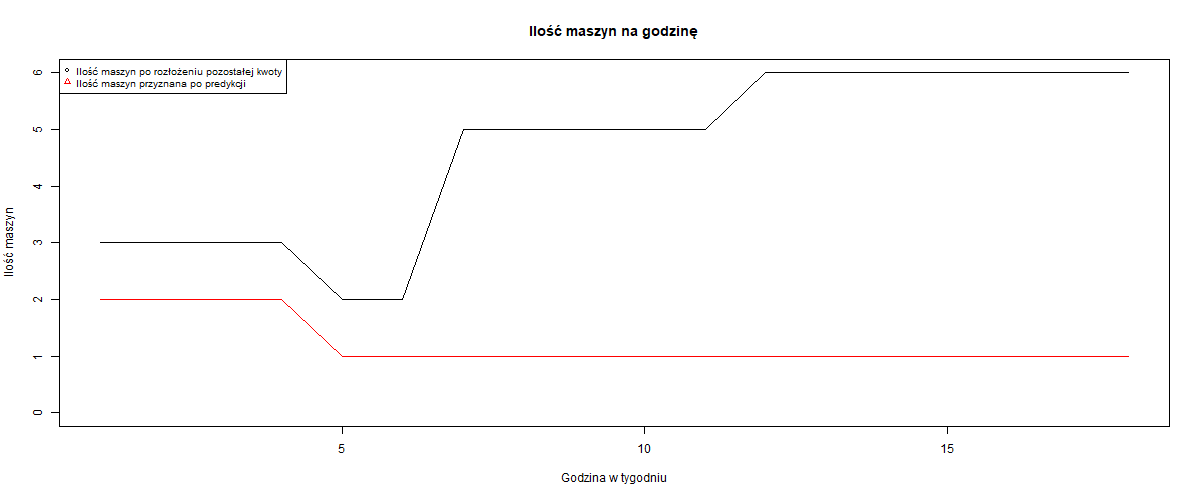 Ilość maszyn na godzinę
Ilość maszyn po rozłożeniu pozostałej kwoty
Ilość maszyn przyznana po predykcji
6
5
4
3
2
1
0
Ilość maszyn
5
10
15
Godzina w tygodniu